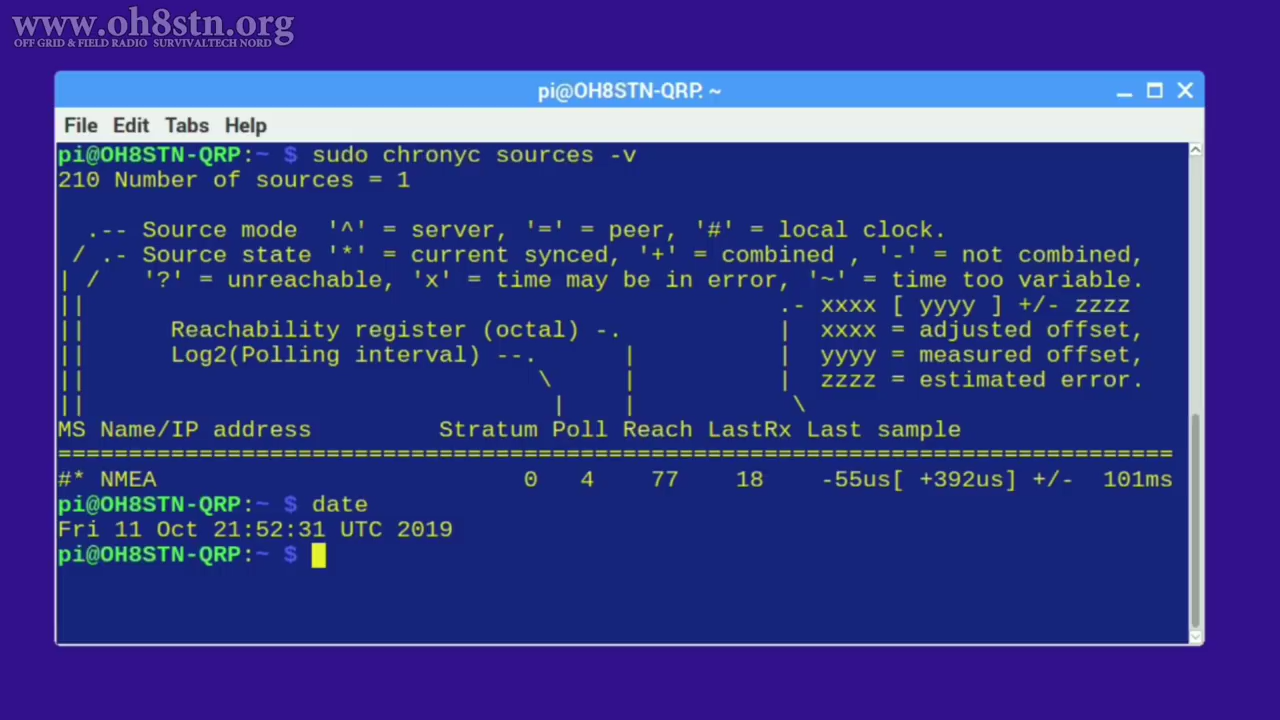 www.oh8stn.org
OFF GRID & FIELD RADIO SURVIVALTECH NORD
pi@OH8STN-QRP: ~
File Edit Tabs Help
pi@OH8STN-QRP:~ $ sudo chronyc sources -v
210 Number of sources = 1
  .-- Source mode  '^' = server, '=' = peer, '#' = local clock.
 / .- Source state '*' = current synced, '+' = combined , '-' = not combined,
| /   '?' = unreachable, 'x' = time may be in error, '~' = time too variable.
||                                                 .- xxxx [ yyyy ] +/- zzzz
||      Reachability register (octal) -.           |  xxxx = adjusted offset,
||      Log2(Polling interval) --.      |          |  yyyy = measured offset,
||                                \     |          |  zzzz = estimated error.
||                                 |    |           \
MS Name/IP address         Stratum Poll Reach LastRx Last sample
===============================================================================
#* NMEA                          0   4    77    18    -55us[ +392us] +/-  101ms
pi@OH8STN-QRP:~ $ date
Fri 11 Oct 21:52:31 UTC 2019
pi@OH8STN-QRP:~ $